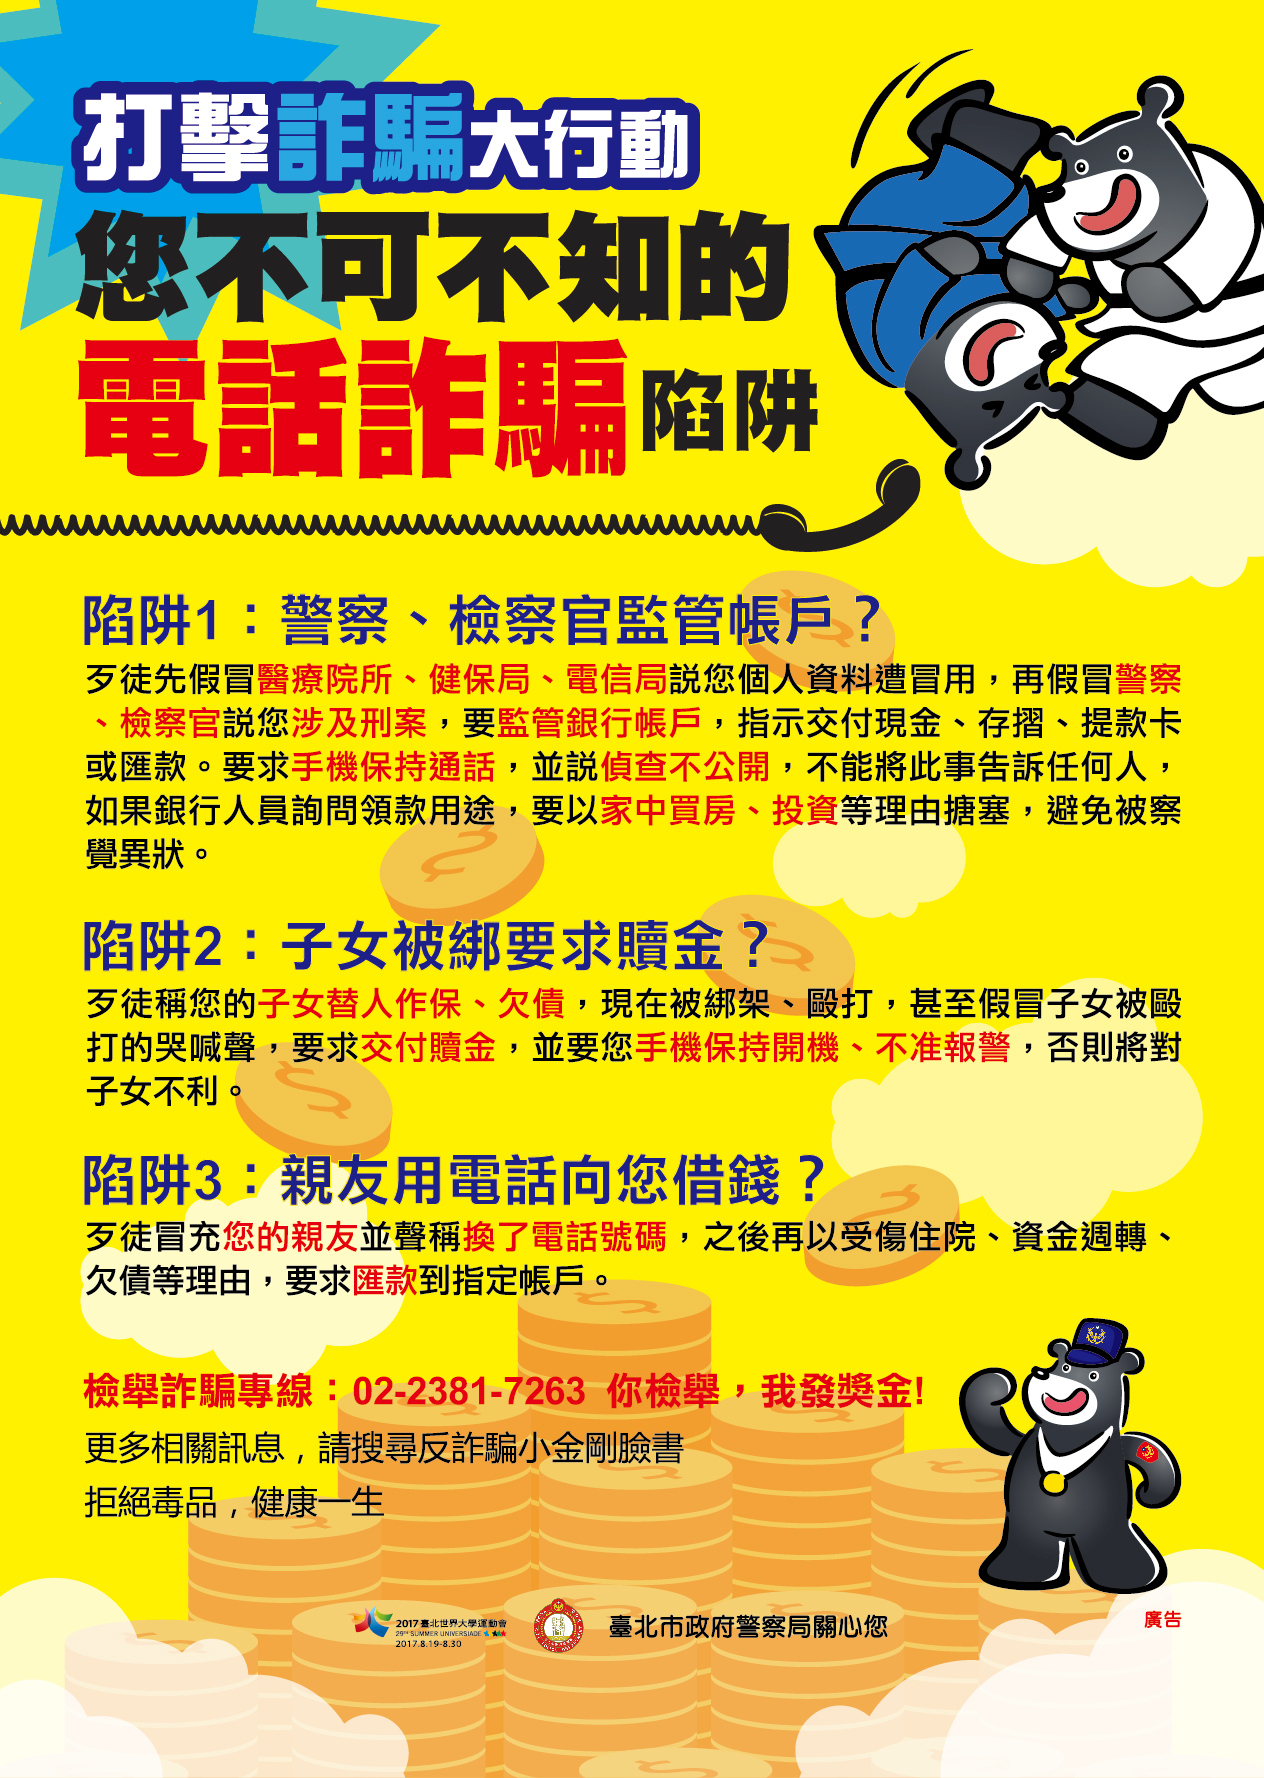 打擊詐騙大行動
您不可不知的
電話詐騙陷阱
陷阱1：警察、檢察官監管帳戶？
歹徒先假冒醫療院所、健保局、電信局說您個人資料遭冒用，再假冒警察
、檢察官說您涉及刑案，要監管銀行帳戶，指示交付現金、存摺、提款卡
或匯款。要求手機保持通話，並說偵查不公開，不能將此事告訴任何人，
如果銀行人員詢問領款用途，要以家中買房、投資等理由搪塞，避免被察
覺異狀。
陷阱2：子女被綁要求贖金？
歹徒稱您的子女替人作保、欠債，現在被綁架、毆打，甚至假冒子女被毆
打的哭喊聲，要求交付贖金，並要您手機保持開機、不准報警，否則將對
子女不利。
陷阱3：親友用電話向您借錢？
歹徒冒充您的親友並聲稱換了電話號碼，之後再以受傷住院、資金週轉、
欠債等理由，要求匯款到指定帳戶。
檢舉詐騙專線：02-2381-7263 你檢舉，我發獎金!
更多相關訊息，請搜尋反詐騙小金剛臉書
拒絕毒品，健康一生
2017臺北世界大學運動會
29TH SUMMER UNIVERSIADE
2017.8.19-8.30
臺北市政府警察局關心您
廣告